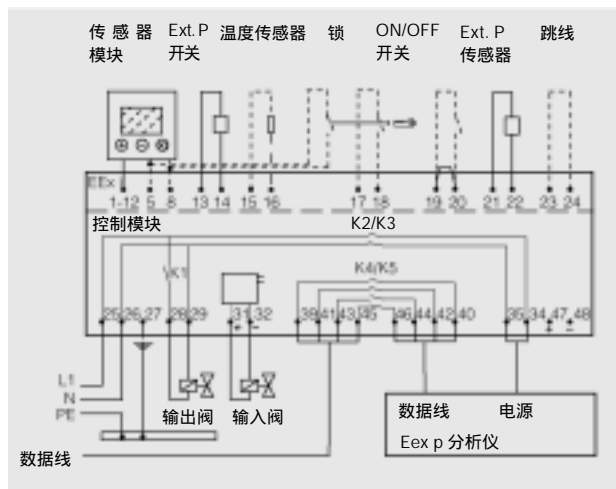 传感器 Ext.P 温度传感器 锁 ON/OFF Ext. P 跳线
模块 开关 开关 传感器
EEx i
1-12 5 8 13 14 15 16 17 18 19 20 21 22 23 24
控制模块 K2/K3
K1 K4/K5
25 26 27 28 29 31 32 38 41 43 45 46 44 42 40 35 34 47 48
+ - + -
L1
N
PE
输出阀 输入阀 数据线 电源
Eex p 分析仪
数据线